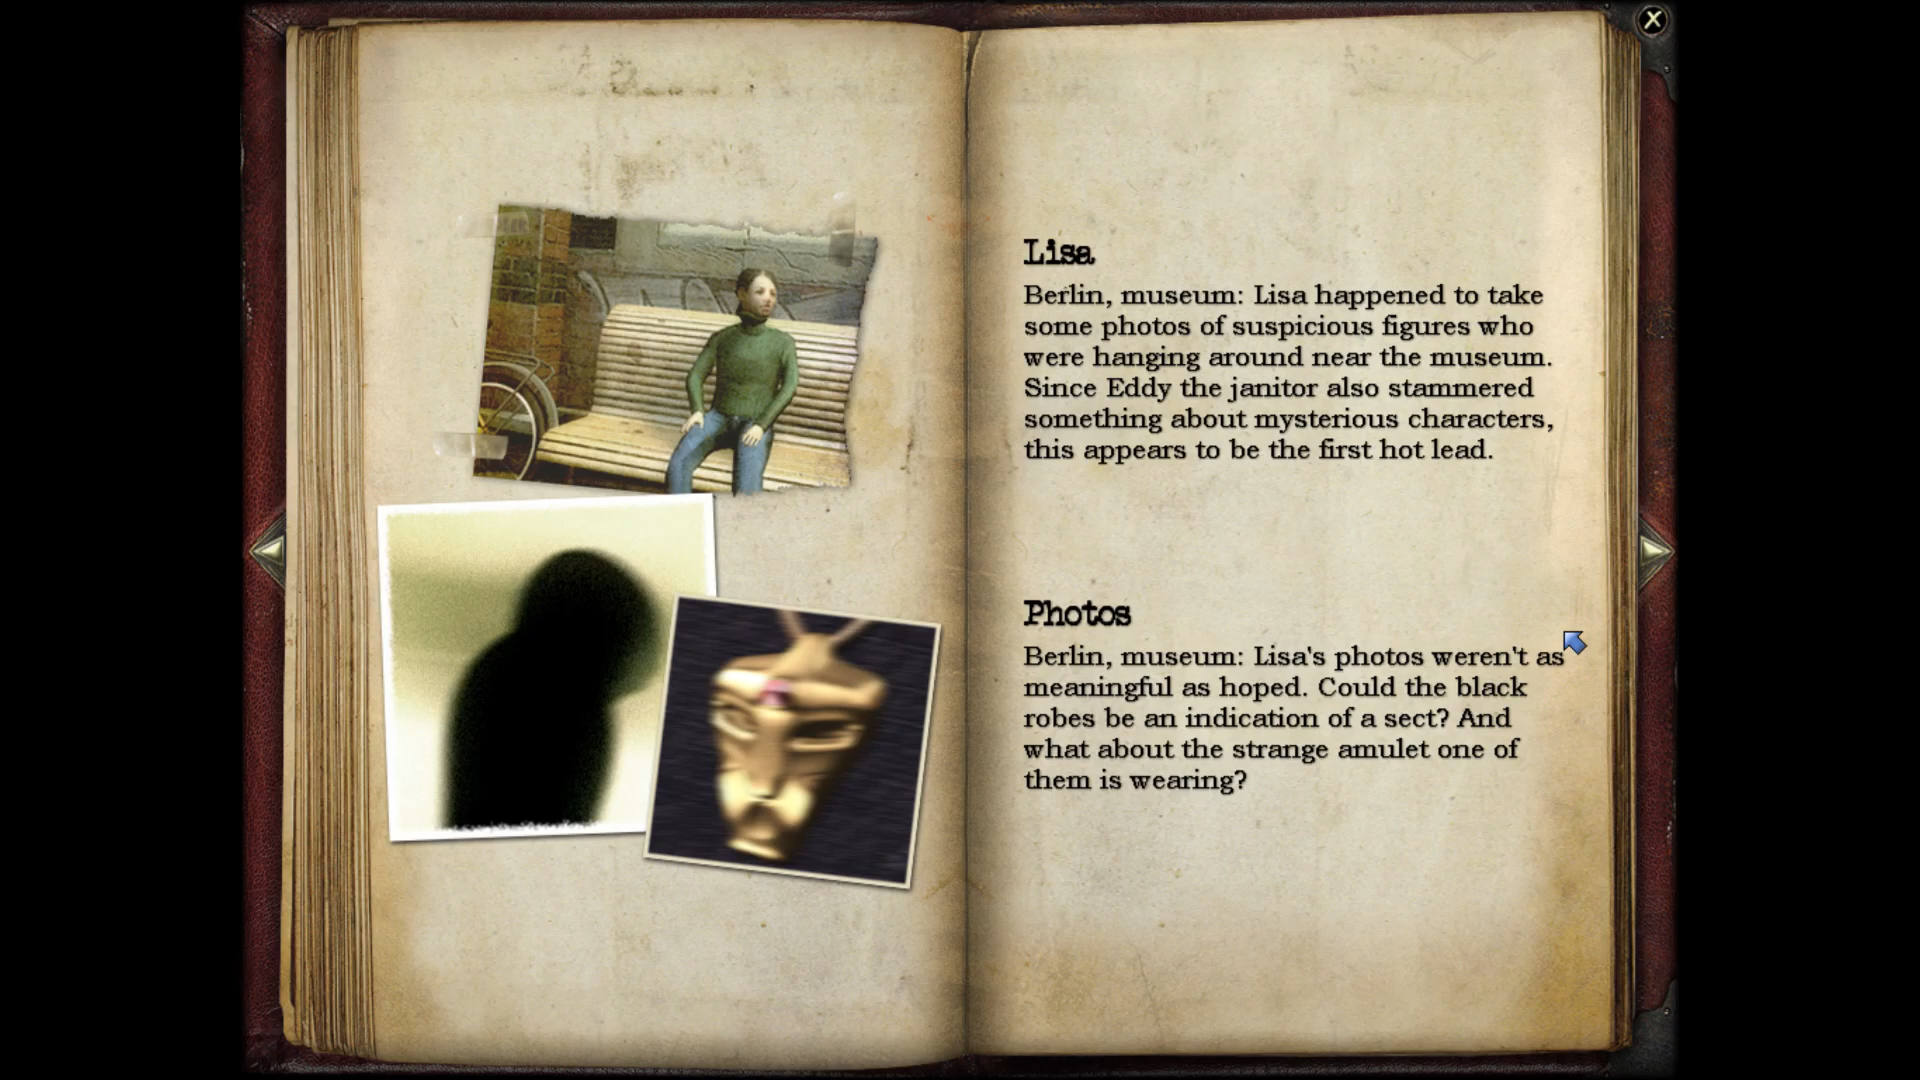 Lisa
Berlin, museum: Lisa happened to take
some photos of suspicious figures who
were hanging around near the museum.
Since Eddy the janitor also stammered
something about mysterious characters,
this appears to be the first hot lead.
Photos
Berlin, museum: Lisa's photos weren't as
meaningful as hoped. Could the black
robes be an indication of a sect? And
what about the strange amulet one of
them is wearing?